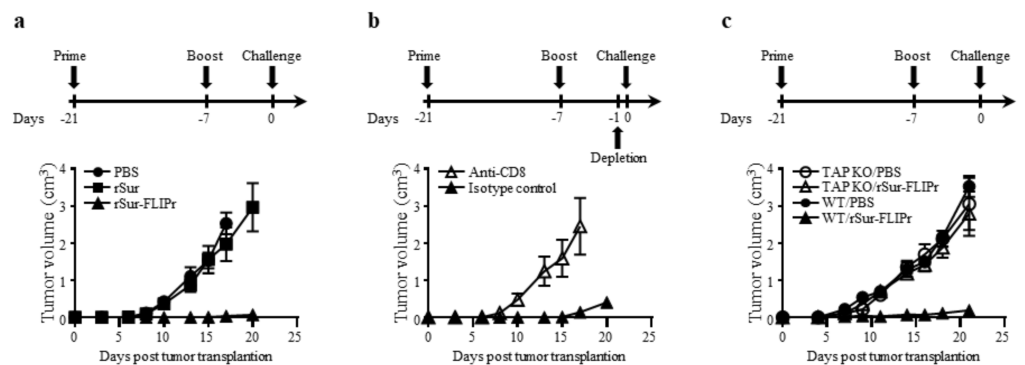 a
Prime Boost Challenge
Days -21 -7 0
Tumor volume (cm3)
PBS
rSur
rSur-FLIPr
4
3
2
1
0
0 5 10 15 20 25
Days post tumor transplantion
b
Prime Boost Challenge
Days -21 -7 -1 0
Depletion
Tumor volume (cm3)
Anti-CD8
Isotype control
4
3
2
1
0
0 5 10 15 20 25
Days post tumor transplantion
c
Prime Boost Challenge
Days -21 -7 0
Tumor volume (cm3)
TAP KO/PBS
TAP KO/rSur-FLIPr
WT/PBS
WT/rSur-FLIPr
4
3
2
1
0
0 5 10 15 20 25
Days post tumor transplantion